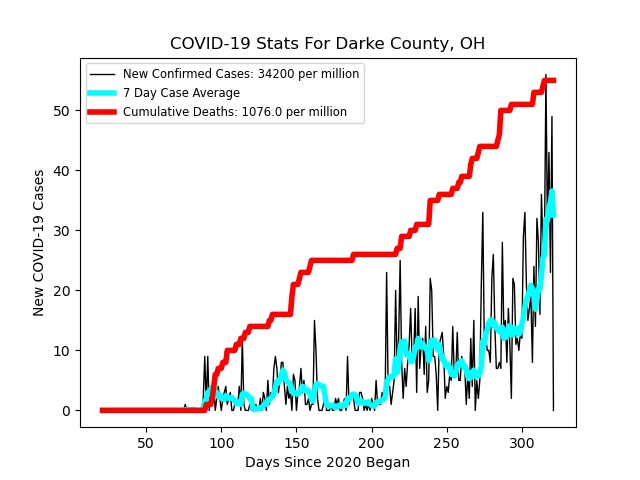 COVID-19 Stats For Darke County, OH
New Confirmed Cases: 34200 per million
7 Day Case Average
Cumulative Deaths: 1076.0 per million
New COVID-19 Cases
50
40
30
20
10
0
50 100 150 200 250 300
Days Since 2020 Began